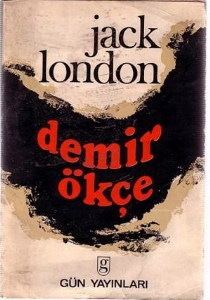 jack
london
demir
ökçe
g
GÜN YAYINLARI